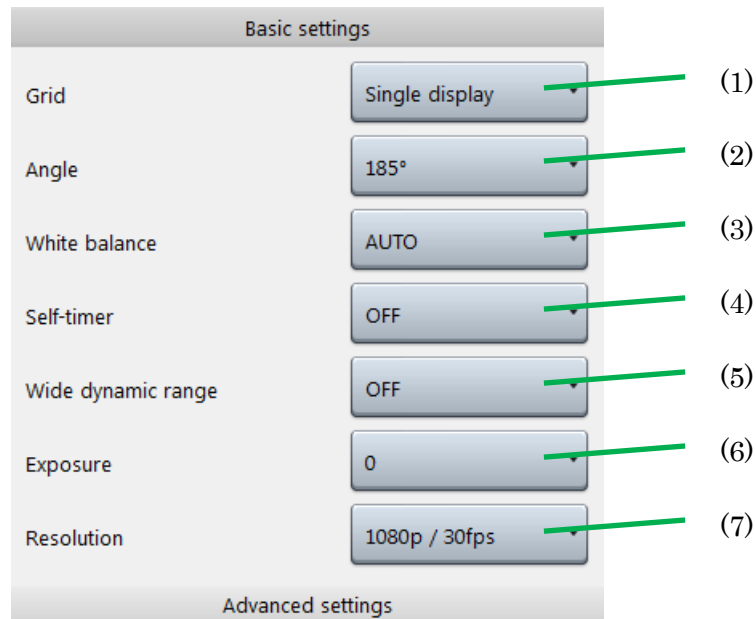 Basic settings
Grid Single display (1)
Angle 185° (2)
White balance AUTO (3)
Self-timer OFF (4)
Wide dynamic range OFF (5)
Exposure 0 (6)
Resolution 1080p / 30fps (7)
Advanced settings